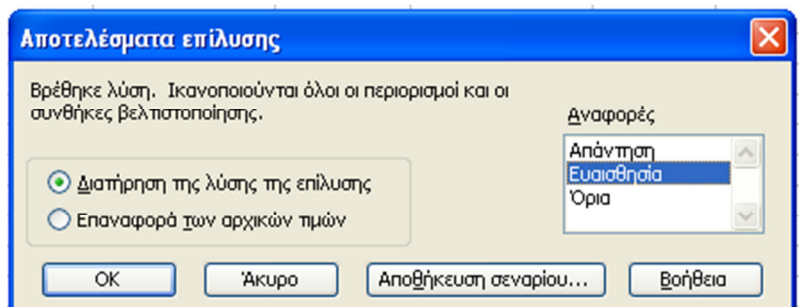 Αποτελέσματα επίλυσης
Βρέθηκε λύση. Ικανοποιούνται όλοι οι περιορισμοί και οι
συνθήκες βελτιστοποίησης.
Αναφορές
Απάντηση
Ευαισθησία
Όρια
Διατήρηση της λύσης της επίλυσης
Επαναφορά των αρχικών τιμών
OK Άκυρο Αποθήκευση σεναρίου... Βοήθεια